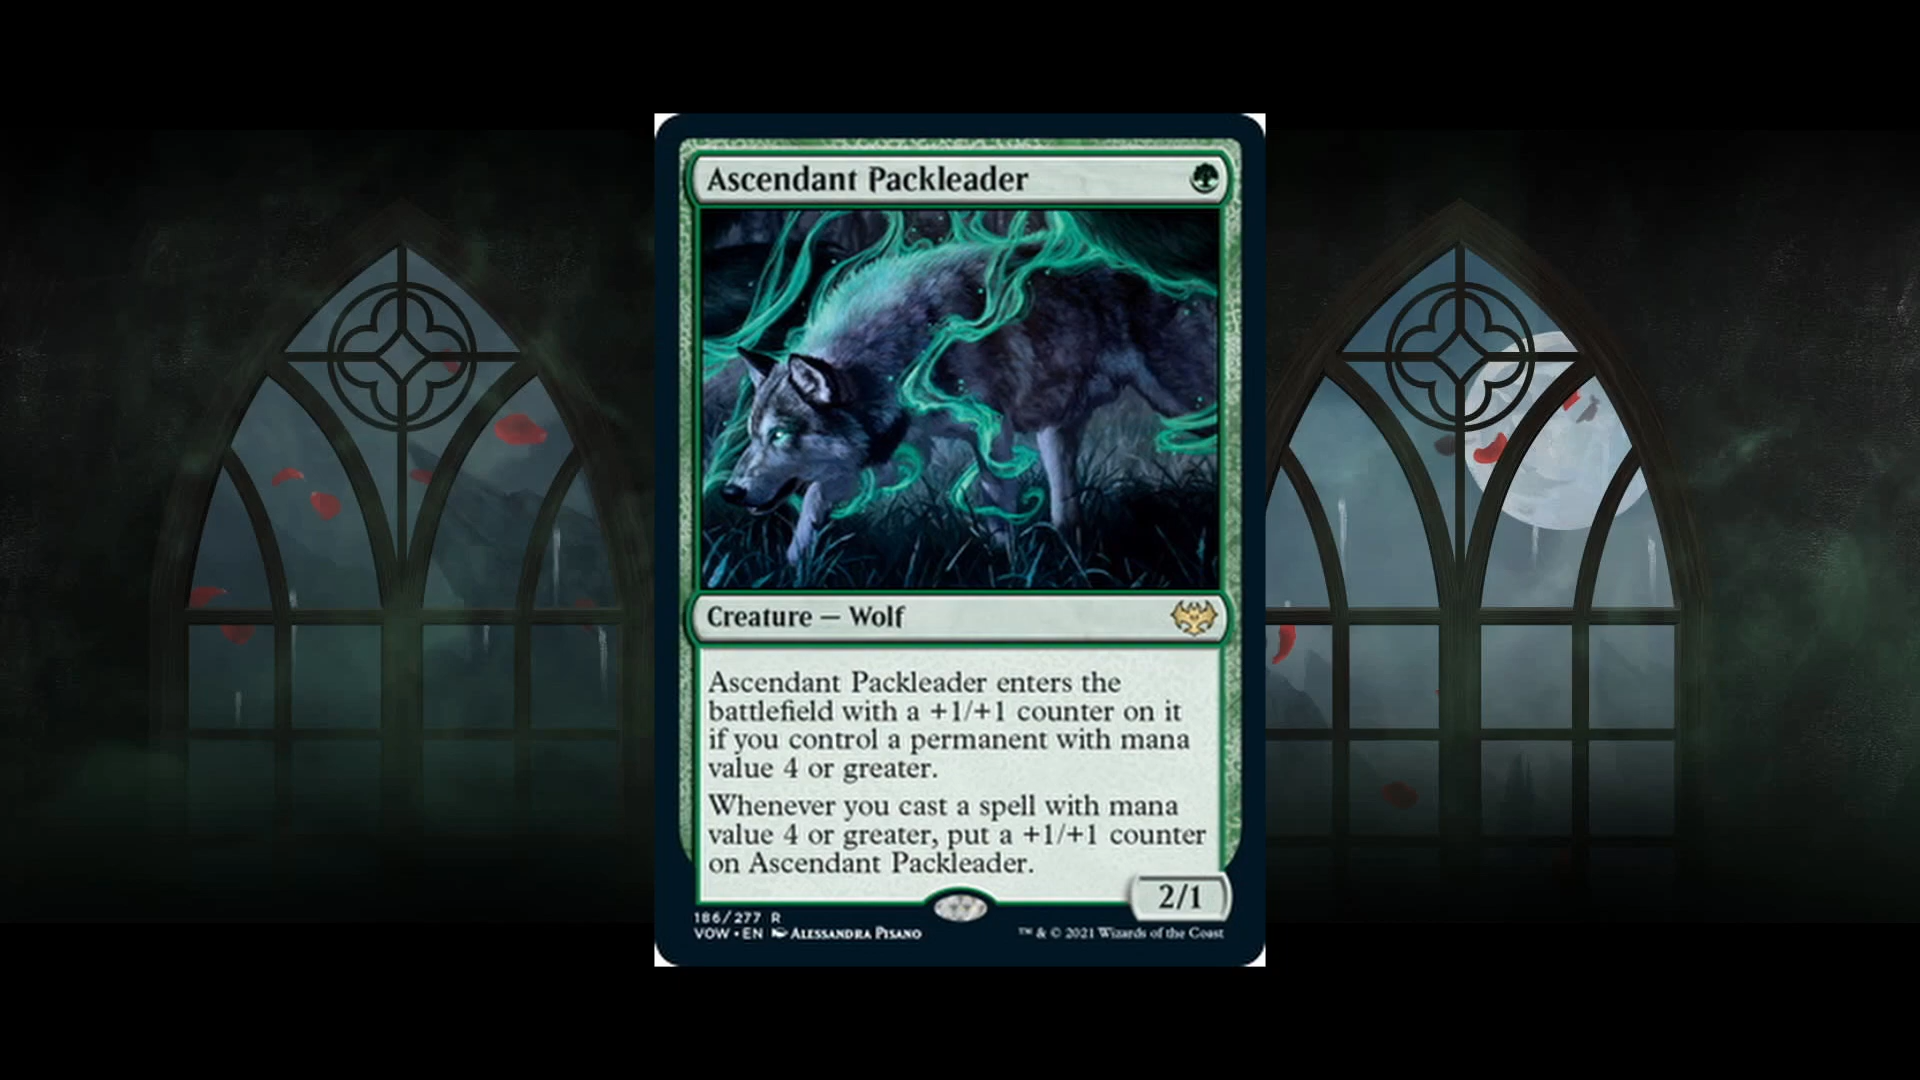 Ascendant Packleader
Creature — Wolf
Ascendant Packleader enters the
battlefield with a +1/+1 counter on it
if you control a permanent with mana
value 4 or greater.
Whenever you cast a spell with mana
value 4 or greater, put a +1/+1 counter
on Ascendant Packleader.
2/1
186/277 R
VOW • EN Alessandra Pisano
™ & © 2021 Wizards of the Coast